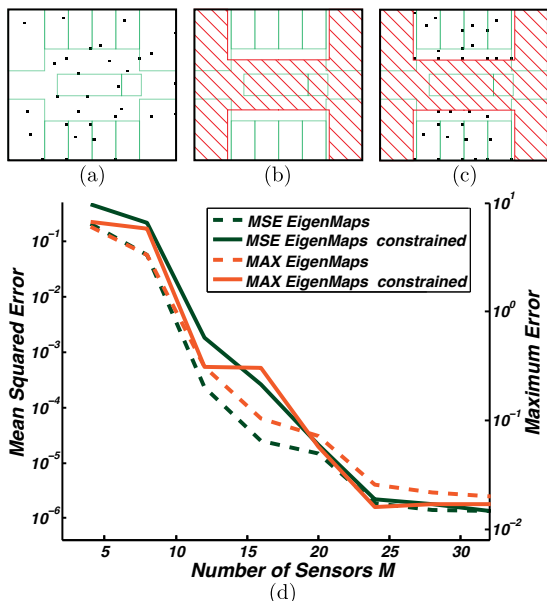 (a) (b) (c)
MSE EigenMaps
MSE EigenMaps constrained
MAX EigenMaps
MAX EigenMaps constrained
Mean Squared Error
10^-1
10^-2
10^-3
10^-4
10^-5
10^-6
Maximum Error
10^1
10^0
10^-1
10^-2
5 10 15 20 25 30
Number of Sensors M
(d)